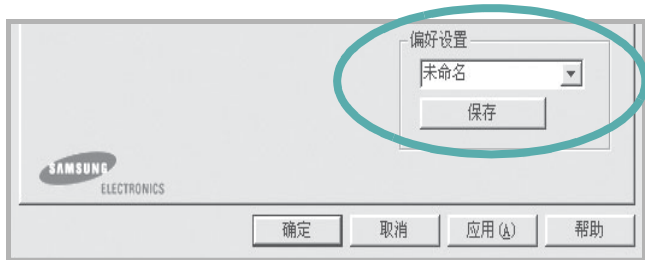 偏好设置
未命名
保存
SAMSUNG
ELECTRONICS
确定 取消 应用(A) 帮助